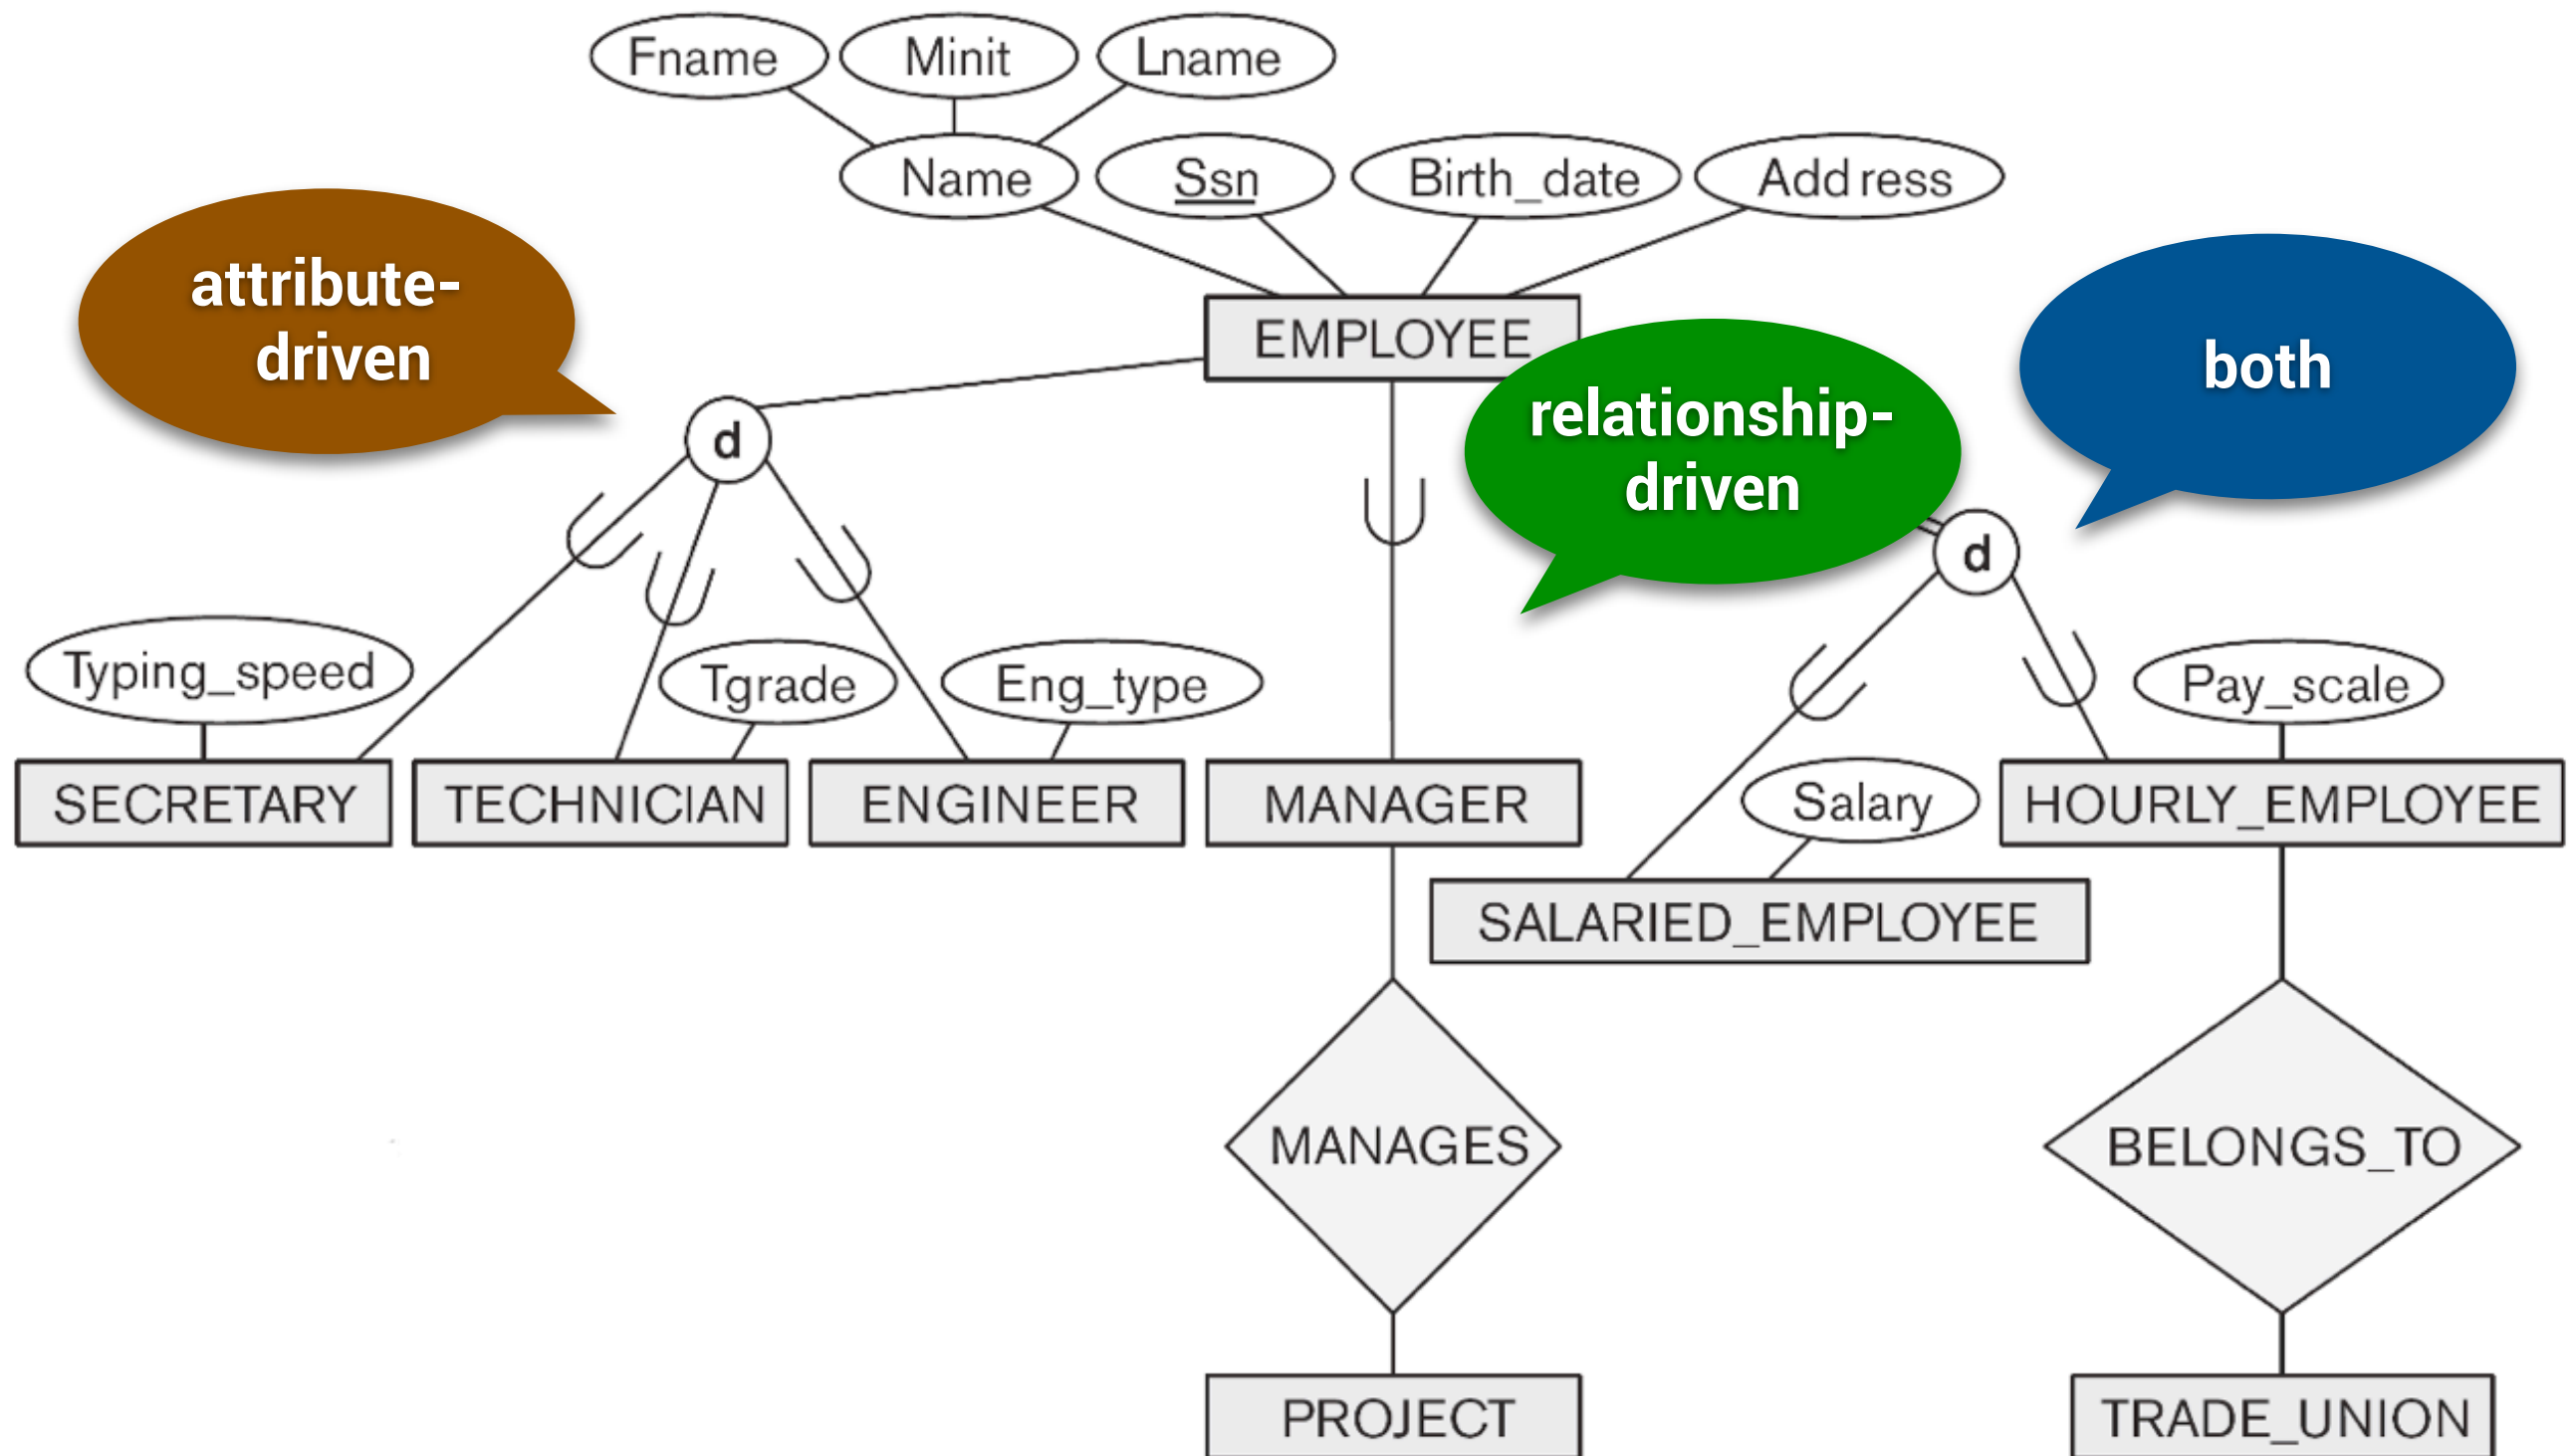 Fname
Minit
Lname
Name
Ssn
Birth_date
Address
attribute-
driven
EMPLOYEE
both
relationship-
driven
d
d
Typing_speed
Tgrade
Eng_type
Pay_scale
SECRETARY
TECHNICIAN
ENGINEER
MANAGER
Salary
HOURLY_EMPLOYEE
SALARIED_EMPLOYEE
MANAGES
BELONGS_TO
PROJECT
TRADE_UNION